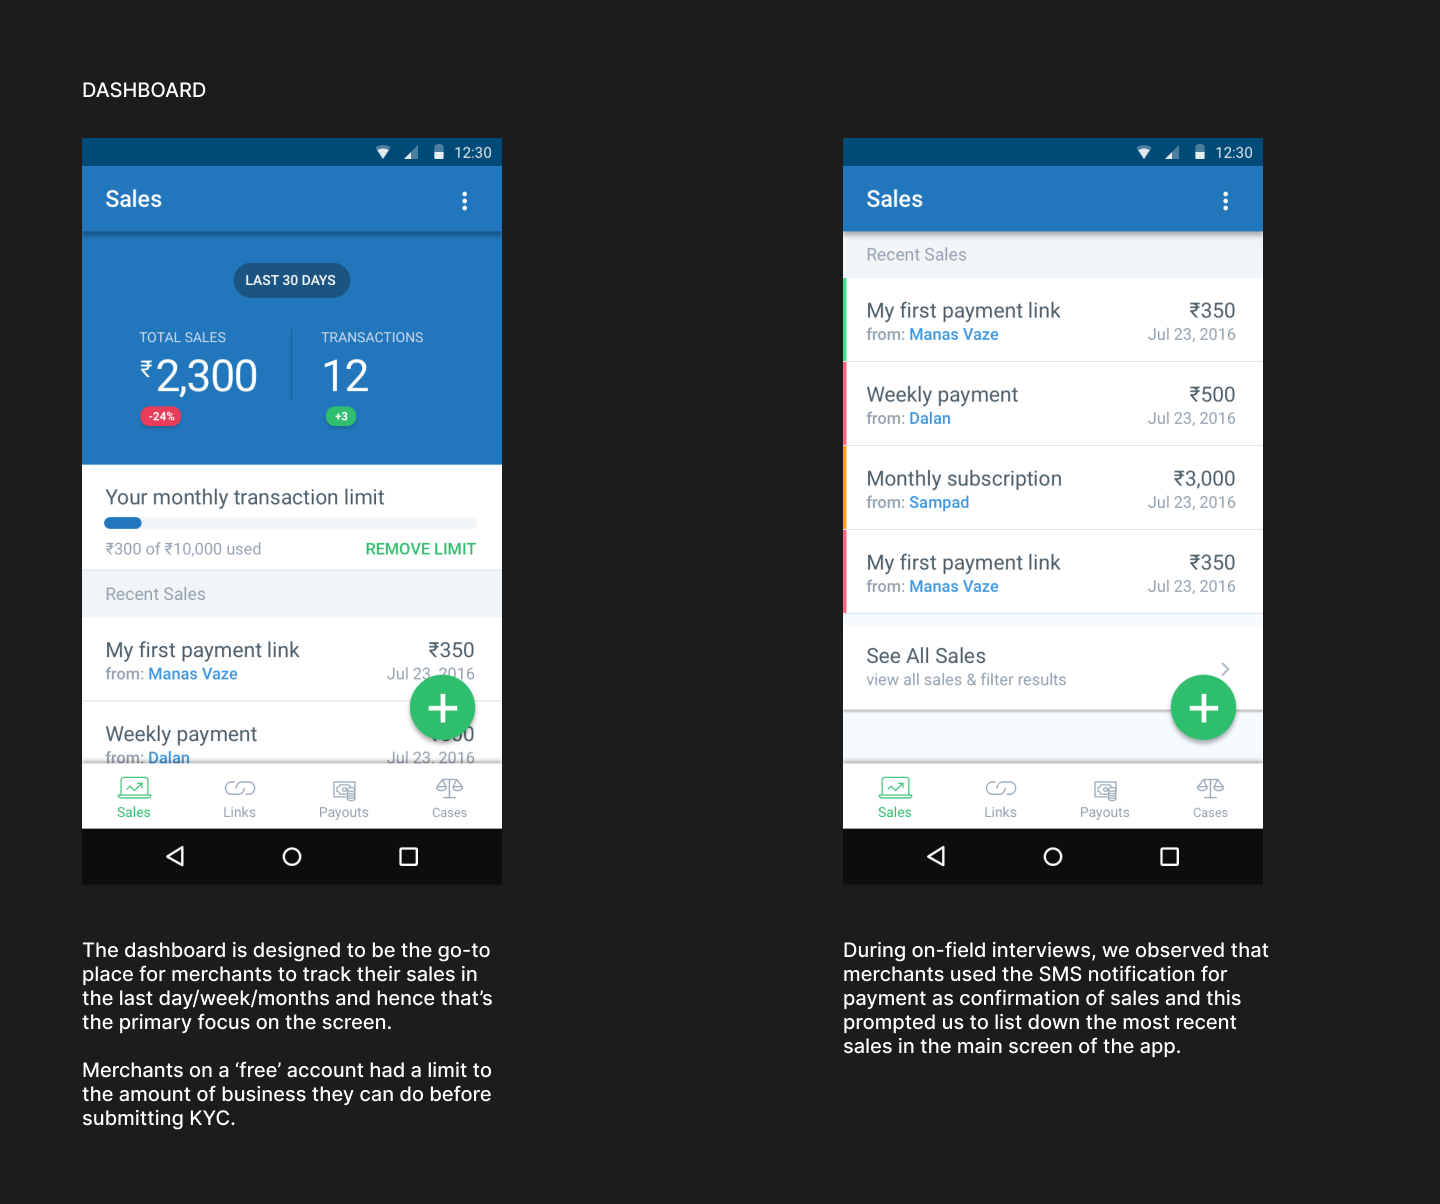 DASHBOARD
12:30
Sales
LAST 30 DAYS
TOTAL SALES
₹2,300
-24%
TRANSACTIONS
12
+3
Your monthly transaction limit
₹300 of ₹10,000 used
REMOVE LIMIT
Recent Sales
My first payment link
₹350
from: Manas Vaze
Jul 23, 2016
Weekly payment
from: Dalan
Jul 23, 2016
Sales
Links
Payouts
Cases
The dashboard is designed to be the go-to
place for merchants to track their sales in
the last day/week/months and hence that’s
the primary focus on the screen.
Merchants on a ‘free’ account had a limit to
the amount of business they can do before
submitting KYC.
12:30
Sales
Recent Sales
My first payment link
₹350
from: Manas Vaze
Jul 23, 2016
Weekly payment
₹500
from: Dalan
Jul 23, 2016
Monthly subscription
₹3,000
from: Sampad
Jul 23, 2016
My first payment link
₹350
from: Manas Vaze
Jul 23, 2016
See All Sales
view all sales & filter results
Sales
Links
Payouts
Cases
During on-field interviews, we observed that
merchants used the SMS notification for
payment as confirmation of sales and this
prompted us to list down the most recent
sales in the main screen of the app.